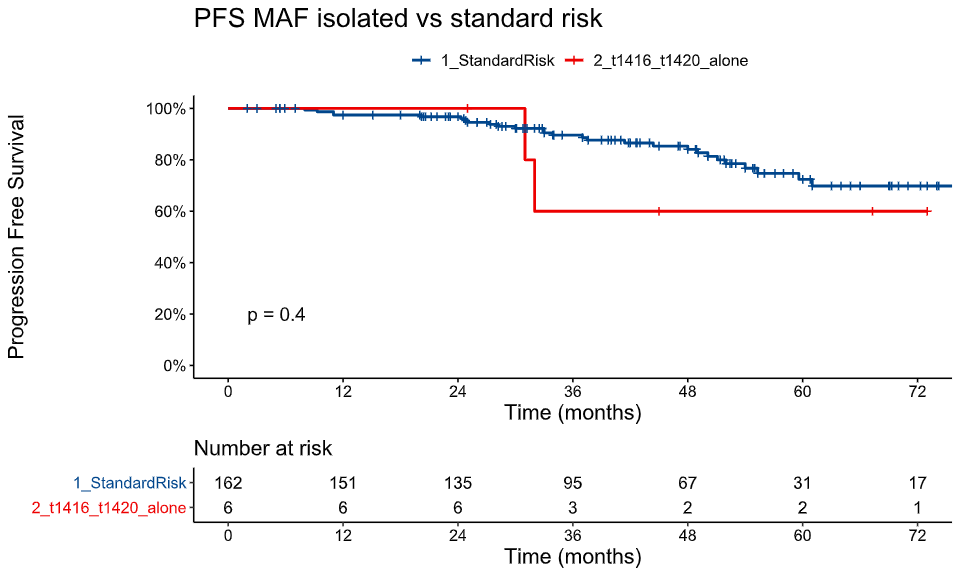 PFS MAF isolated vs standard risk
1_StandardRisk 2_t1416_t1420_alone
Progression Free Survival
100%
80%
60%
40%
20%
0%
p = 0.4
0 12 24 36 48 60 72
Time (months)
Number at risk
1_StandardRisk 162 151 135 95 67 31 17
2_t1416_t1420_alone 6 6 6 3 2 2 1
0 12 24 36 48 60 72
Time (months)